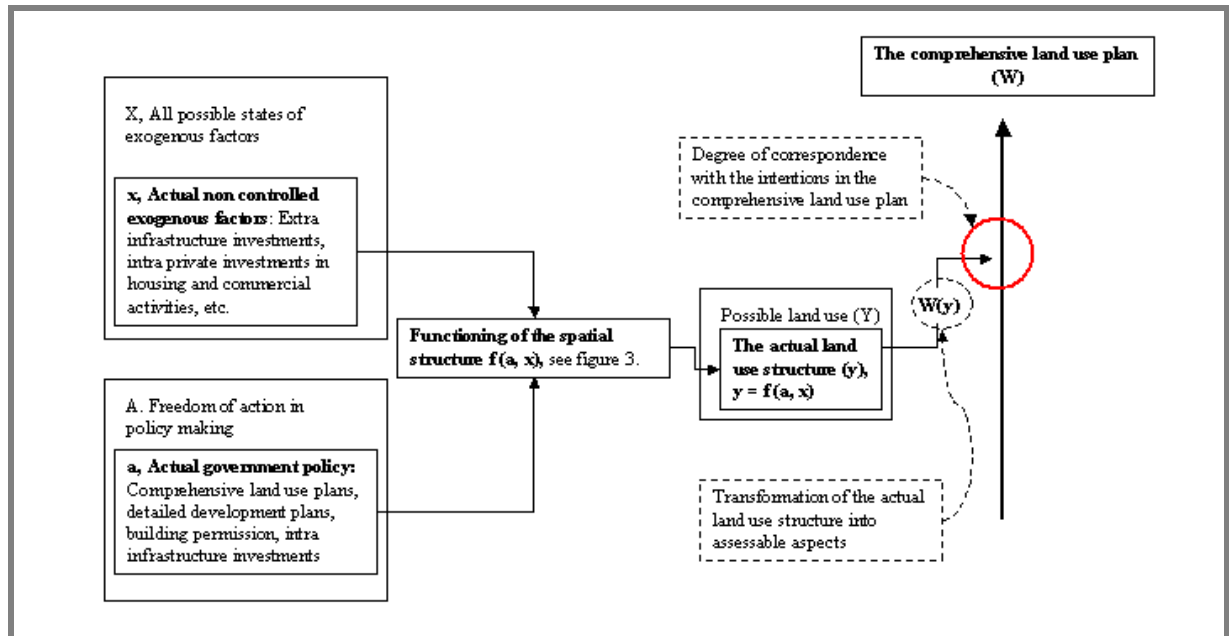 The comprehensive land use plan
(W)
X, All possible states of
exogenous factors
x, Actual non controlled
exogenous factors: Extra
infrastructure investments,
intra private investments in
housing and commercial
activities, etc.
Degree of correspondence
with the intentions in the
comprehensive land use plan
Functioning of the spatial
structure f (a, x), see figure 3.
Possible land use (Y)
The actual land
use structure (y),
y = f (a, x)
W(y)
A. Freedom of action in
policy making
a, Actual government policy:
Comprehensive land use plans,
detailed development plans,
building permission, intra
infrastructure investments
Transformation of the actual
land use structure into
assessable aspects